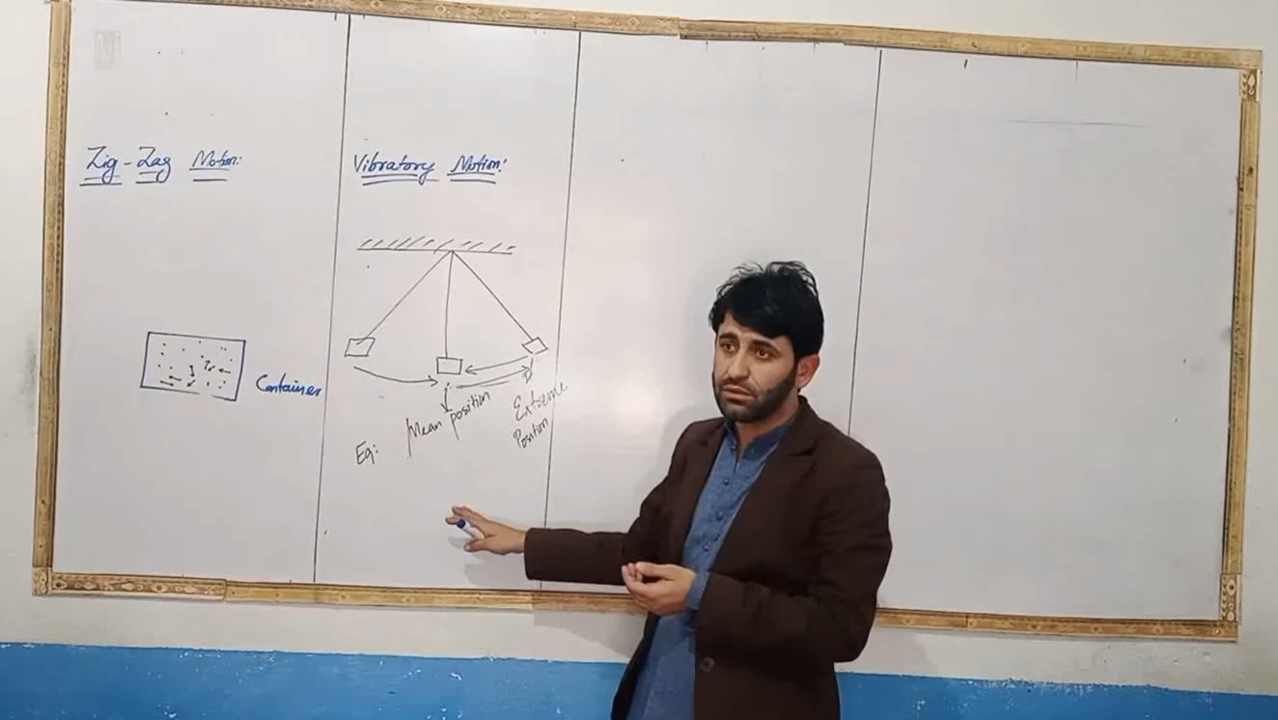 Zig-Zag Motion:
Container
Vibratory Motion:
Mean position
Extreme
Position
Eg: